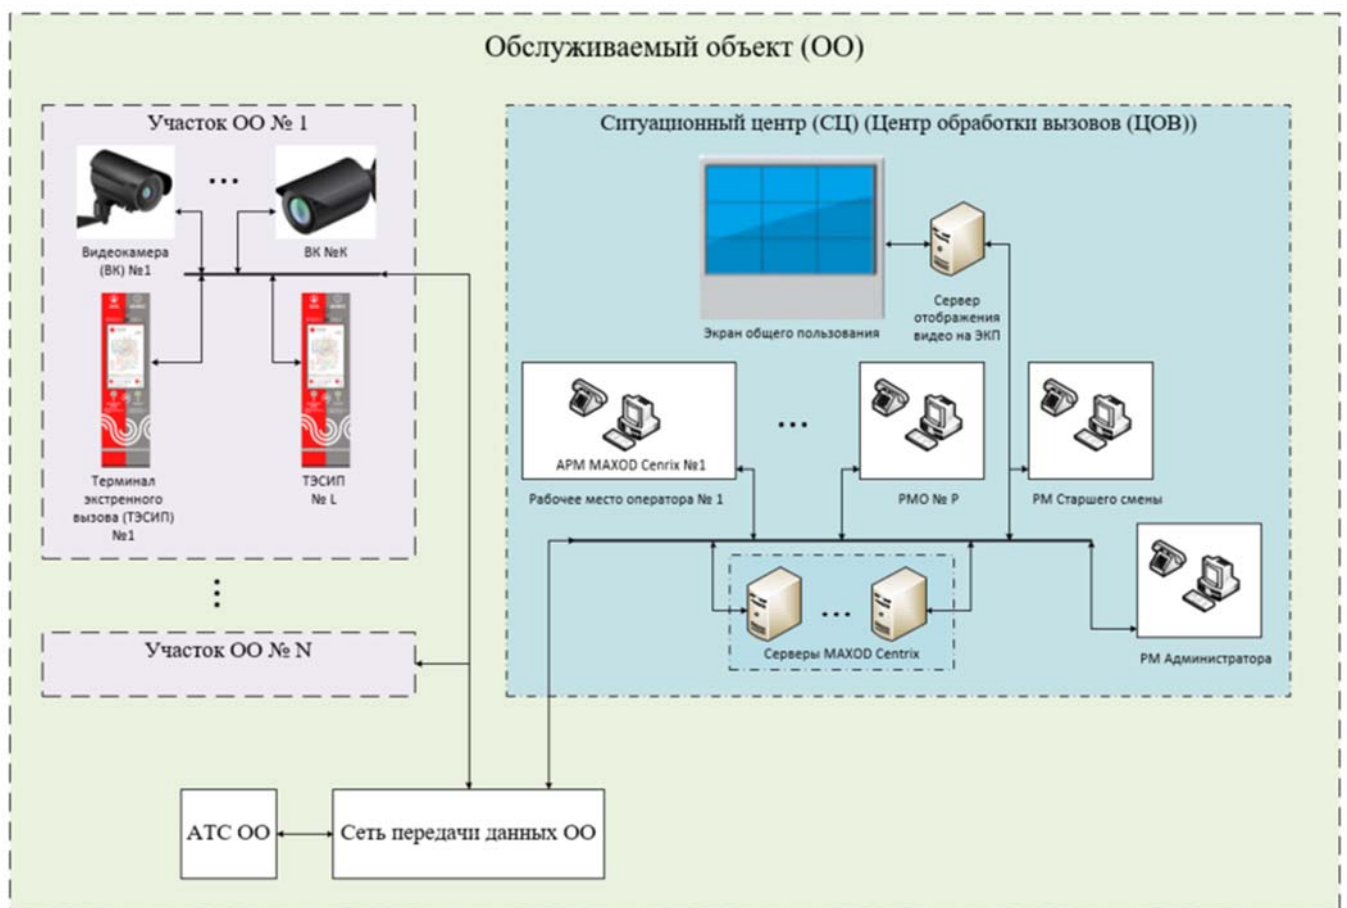 Обслуживаемый объект (ОО)
Участок ОО № 1
Видеокамера
(ВК) №1
ВК №К
Терминал
экстренного
вызова (ТЭСИП)
№1
ТЭСИП
№ L
Участок ОО № N
Ситуационный центр (СЦ) (Центр обработки вызовов (ЦОВ))
Экран общего пользования
Сервер
отображения
видео на ЭКП
АРМ MAXOD Cenrix №1
Рабочее место оператора № 1
РМО № Р
РМ Старшего смены
Серверы MAXOD Centrix
РМ Администратора
АТС ОО
Сеть передачи данных ОО